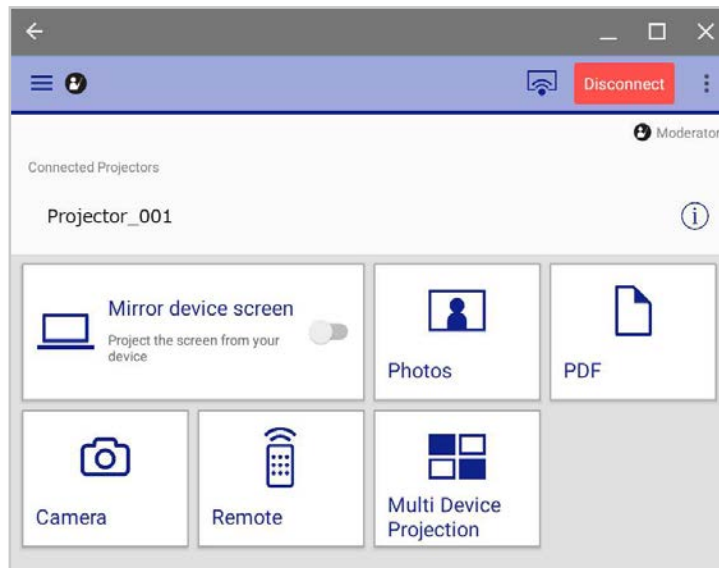 Disconnect
Moderator
Connected Projectors
Projector_001
Mirror device screen
Project the screen from your
device
Photos
PDF
Camera
Remote
Multi Device
Projection